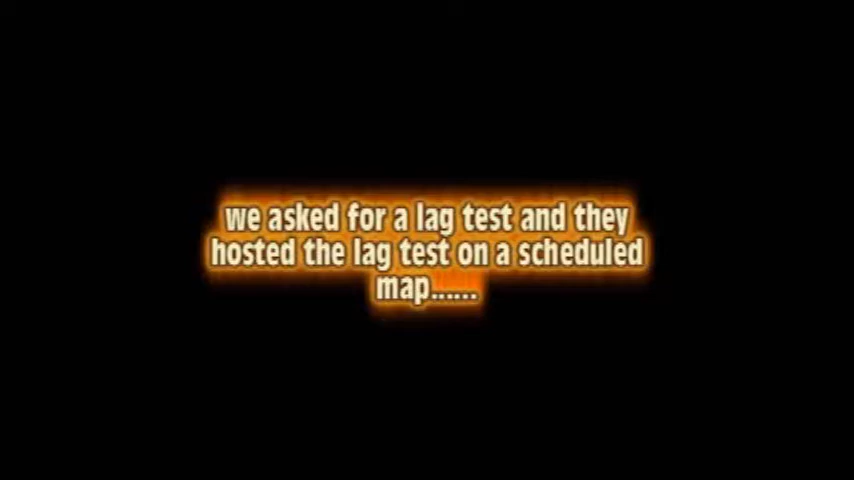 we asked for a lag test and they
hosted the lag test on a scheduled
map......